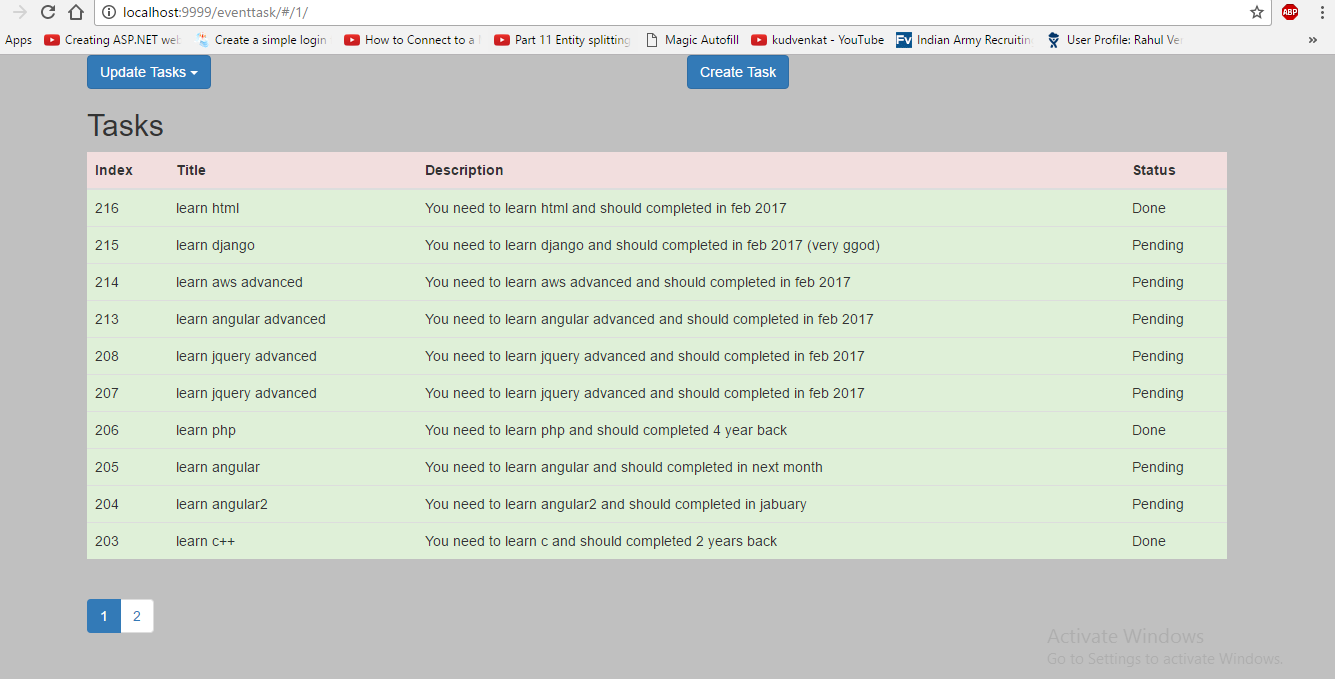 localhost:9999/eventtask/#/1/
ABP
Apps Creating ASP.NET web Create a simple login How to Connect to a Part 11 Entity splitting Magic Autofill kudvenkat - YouTube Fv Indian Army Recruitin User Profile: Rahul Ver »
Update Tasks Create Task
Tasks
Index Title Description Status
216 learn html You need to learn html and should completed in feb 2017 Done
215 learn django You need to learn django and should completed in feb 2017 (very ggod) Pending
214 learn aws advanced You need to learn aws advanced and should completed in feb 2017 Pending
213 learn angular advanced You need to learn angular advanced and should completed in feb 2017 Pending
208 learn jquery advanced You need to learn jquery advanced and should completed in feb 2017 Pending
207 learn jquery advanced You need to learn jquery advanced and should completed in feb 2017 Pending
206 learn php You need to learn php and should completed 4 year back Done
205 learn angular You need to learn angular and should completed in next month Pending
204 learn angular2 You need to learn angular2 and should completed in jabuary Pending
203 learn c++ You need to learn c and should completed 2 years back Done
1 2
Activate Windows
Go to Settings to activate Windows.